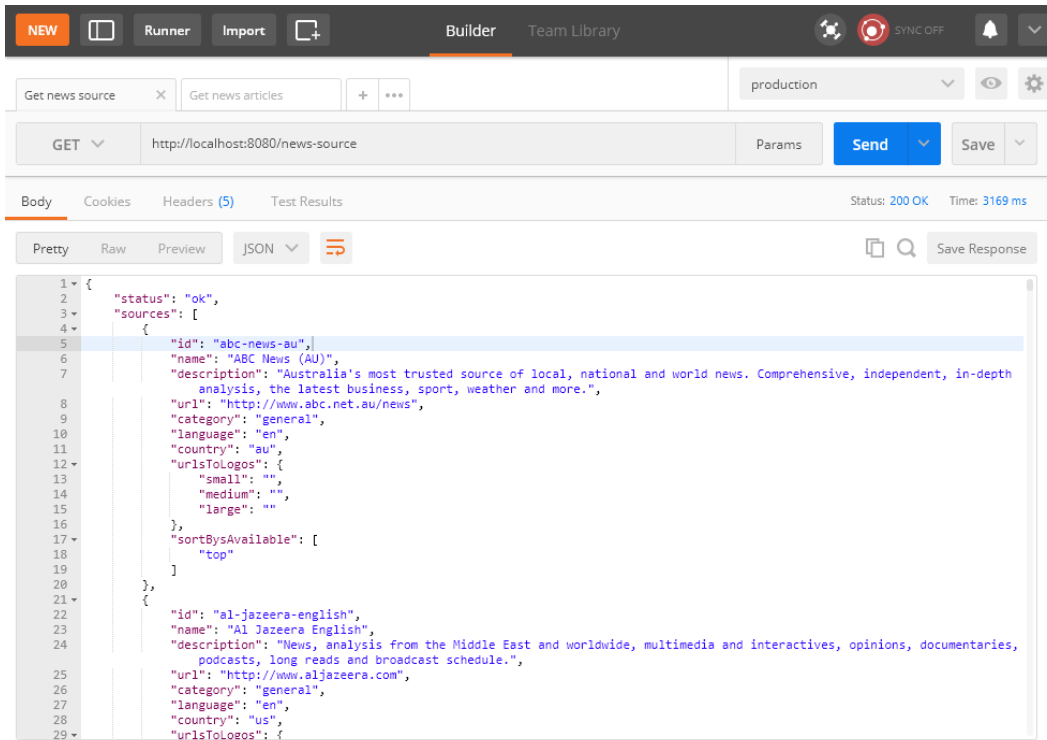 NEW Runner Import Builder Team Library SYNC OFF
Get news source Get news articles + production
GET http://localhost:8080/news-source Params Send Save
Body Cookies Headers (5) Test Results Status: 200 OK Time: 3169 ms
Pretty Raw Preview JSON Save Response
1 {
2 "status": "ok",
3 "sources": [
4 {
5 "id": "abc-news-au",
6 "name": "ABC News (AU)",
7 "description": "Australia's most trusted source of local, national and world news. Comprehensive, independent, in-depth
analysis, the latest business, sport, weather and more.",
8 "url": "http://www.abc.net.au/news",
9 "category": "general",
10 "language": "en",
11 "country": "au",
12 "urlsToLogos": {
13 "small": "",
14 "medium": "",
15 "large": ""
16 },
17 "sortBysAvailable": [
18 "top"
19 ]
20 },
21 {
22 "id": "al-jazeera-english",
23 "name": "Al Jazeera English",
24 "description": "News, analysis from the Middle East and worldwide, multimedia and interactives, opinions, documentaries,
podcasts, long reads and broadcast schedule.",
25 "url": "http://www.aljazeera.com",
26 "category": "general",
27 "language": "en",
28 "country": "us",
29 "urlsToLogos": {